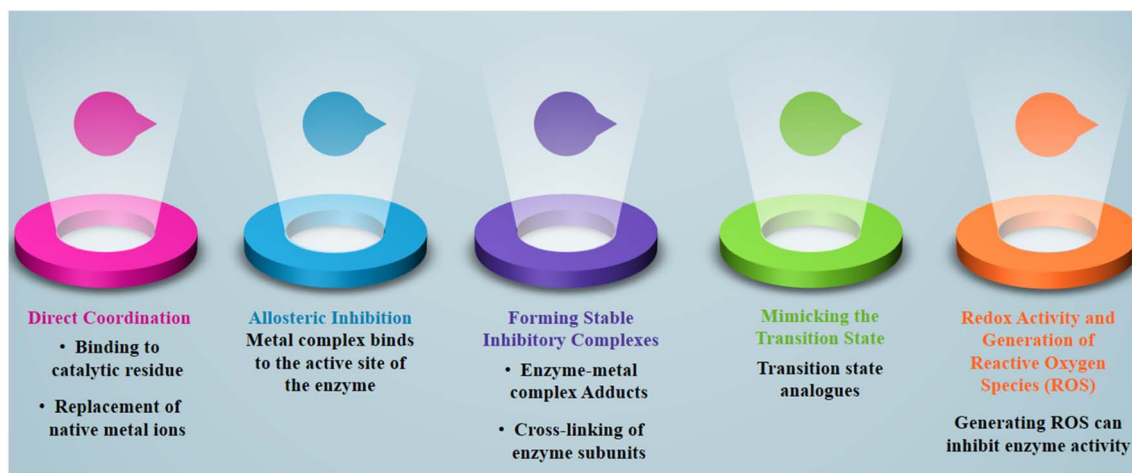 Direct Coordination
• Binding to
catalytic residue
• Replacement of
native metal ions
Allosteric Inhibition
Metal complex binds
to the active site of
the enzyme
Forming Stable
Inhibitory Complexes
• Enzyme-metal
complex Adducts
• Cross-linking of
enzyme subunits
Mimicking the
Transition State
Transition state
analogues
Redox Activity and
Generation of
Reactive Oxygen
Species (ROS)
Generating ROS can
inhibit enzyme activity